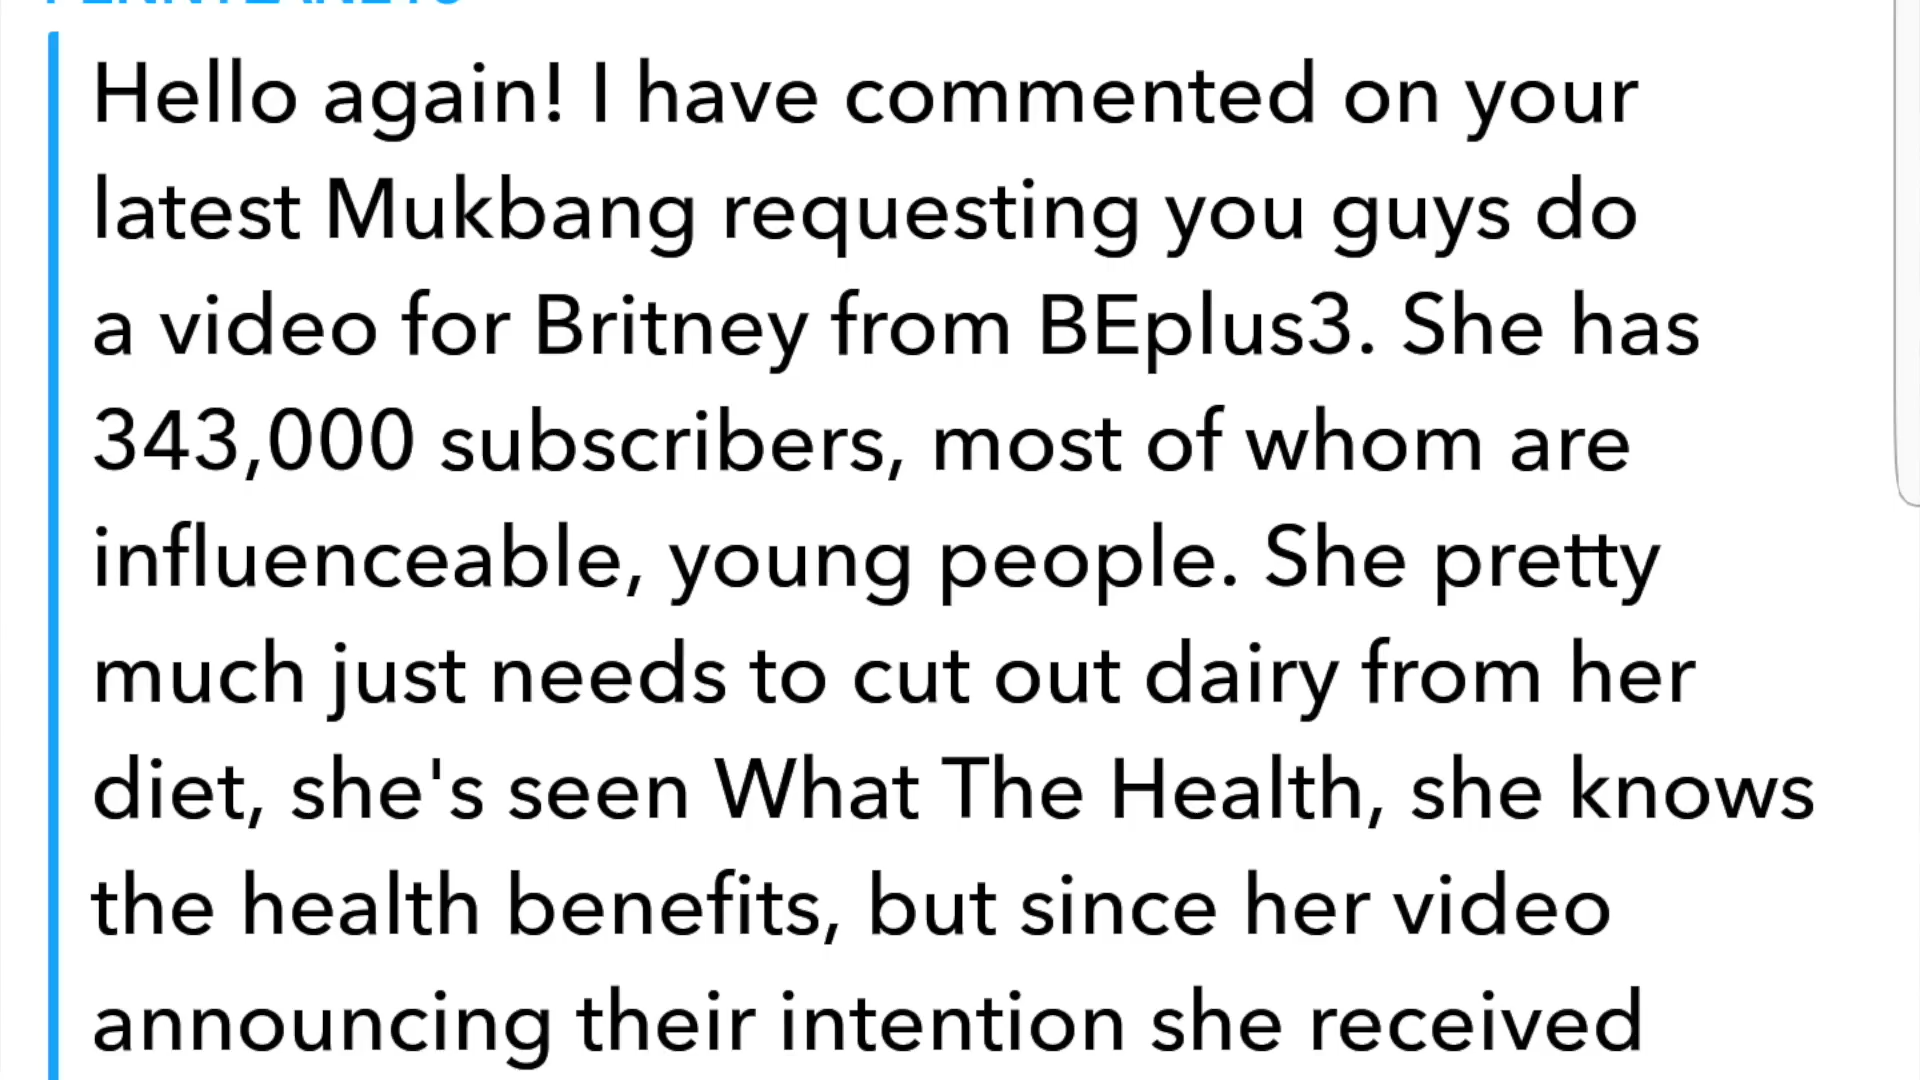 Hello again! I have commented on your
latest Mukbang requesting you guys do
a video for Britney from BEplus3. She has
343,000 subscribers, most of whom are
influenceable, young people. She pretty
much just needs to cut out dairy from her
diet, she's seen What The Health, she knows
the health benefits, but since her video
announcing their intention she received